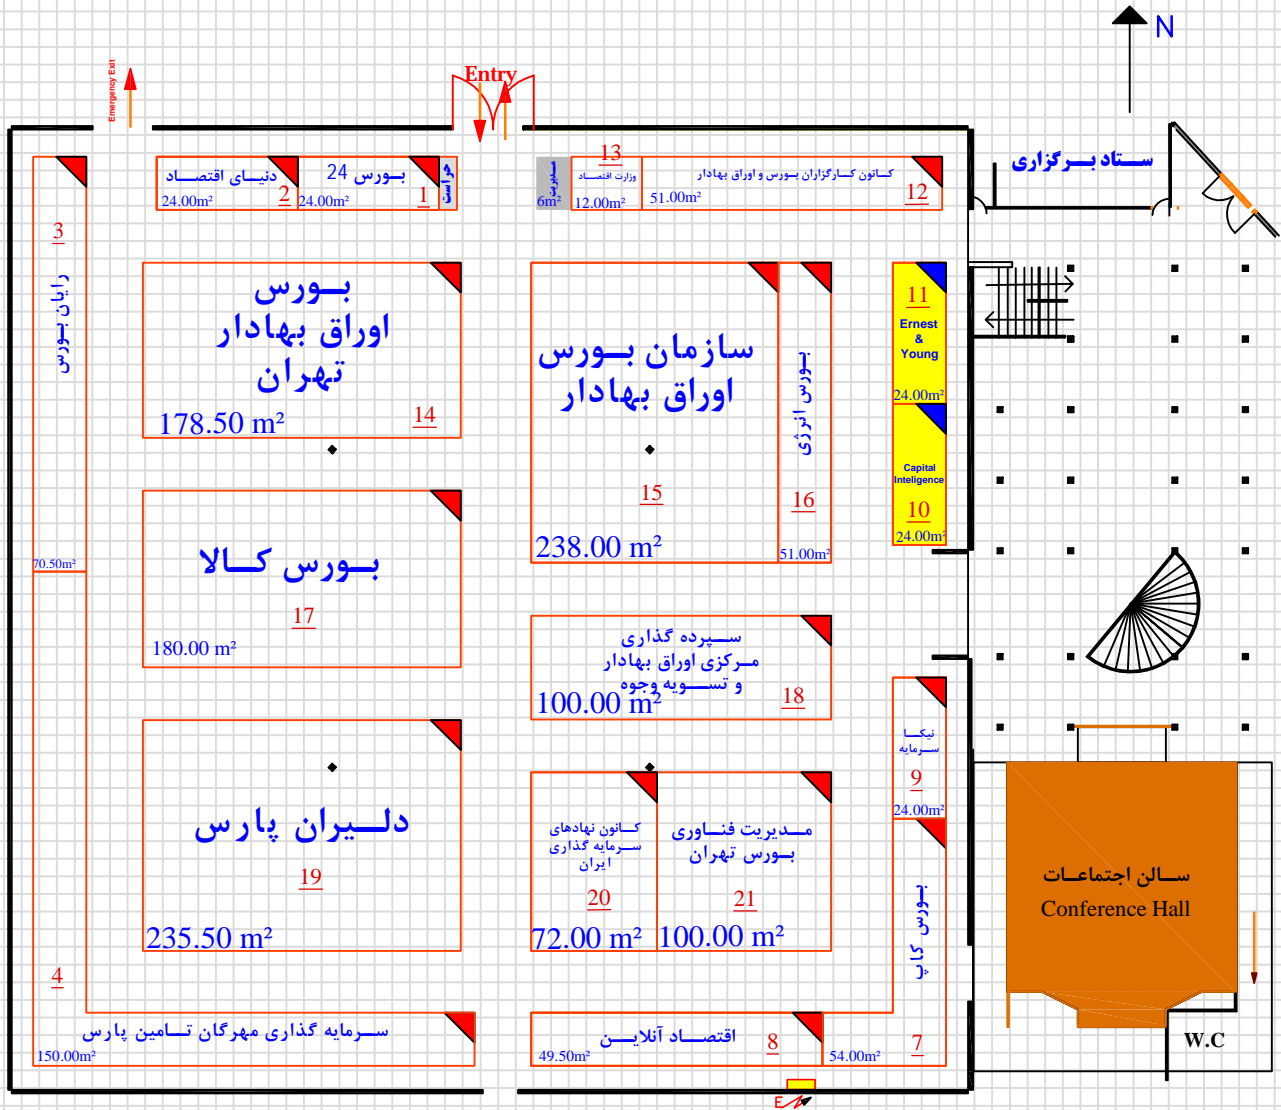 N
Emergency Exit
Entry
ستاد برگزاری
دنیای اقتصاد
2
24.00m²
بورس 24
1
24.00m²
حراست
مدیریت
6m²
13
وزارت اقتصاد
12.00m²
کانون کارگزاران بورس و اوراق بهادار
51.00m²
12
3
رایان بورس
70.50m²
بورس
اوراق بهادار
تهران
178.50 m²
14
سازمان بورس
اوراق بهادار
15
238.00 m²
بورس انرژی
16
51.00m²
11
Ernest
&
Young
24.00m²
Capital
Inteligence
10
24.00m²
بورس کالا
17
180.00 m²
سپرده گذاری
مرکزی اوراق بهادار
و تسویه وجوه
100.00 m²
18
نیکا
سرمایه
9
24.00m²
دلیران پارس
19
235.50 m²
کانون نهادهای
سرمایه گذاری
ایران
20
72.00 m²
مدیریت فناوری
بورس تهران
21
100.00 m²
بورس کاپ
7
54.00m²
4
سرمایه گذاری مهرگان تامین پارس
150.00m²
اقتصاد آنلاین
8
49.50m²
سالن اجتماعات
Conference Hall
W.C
E